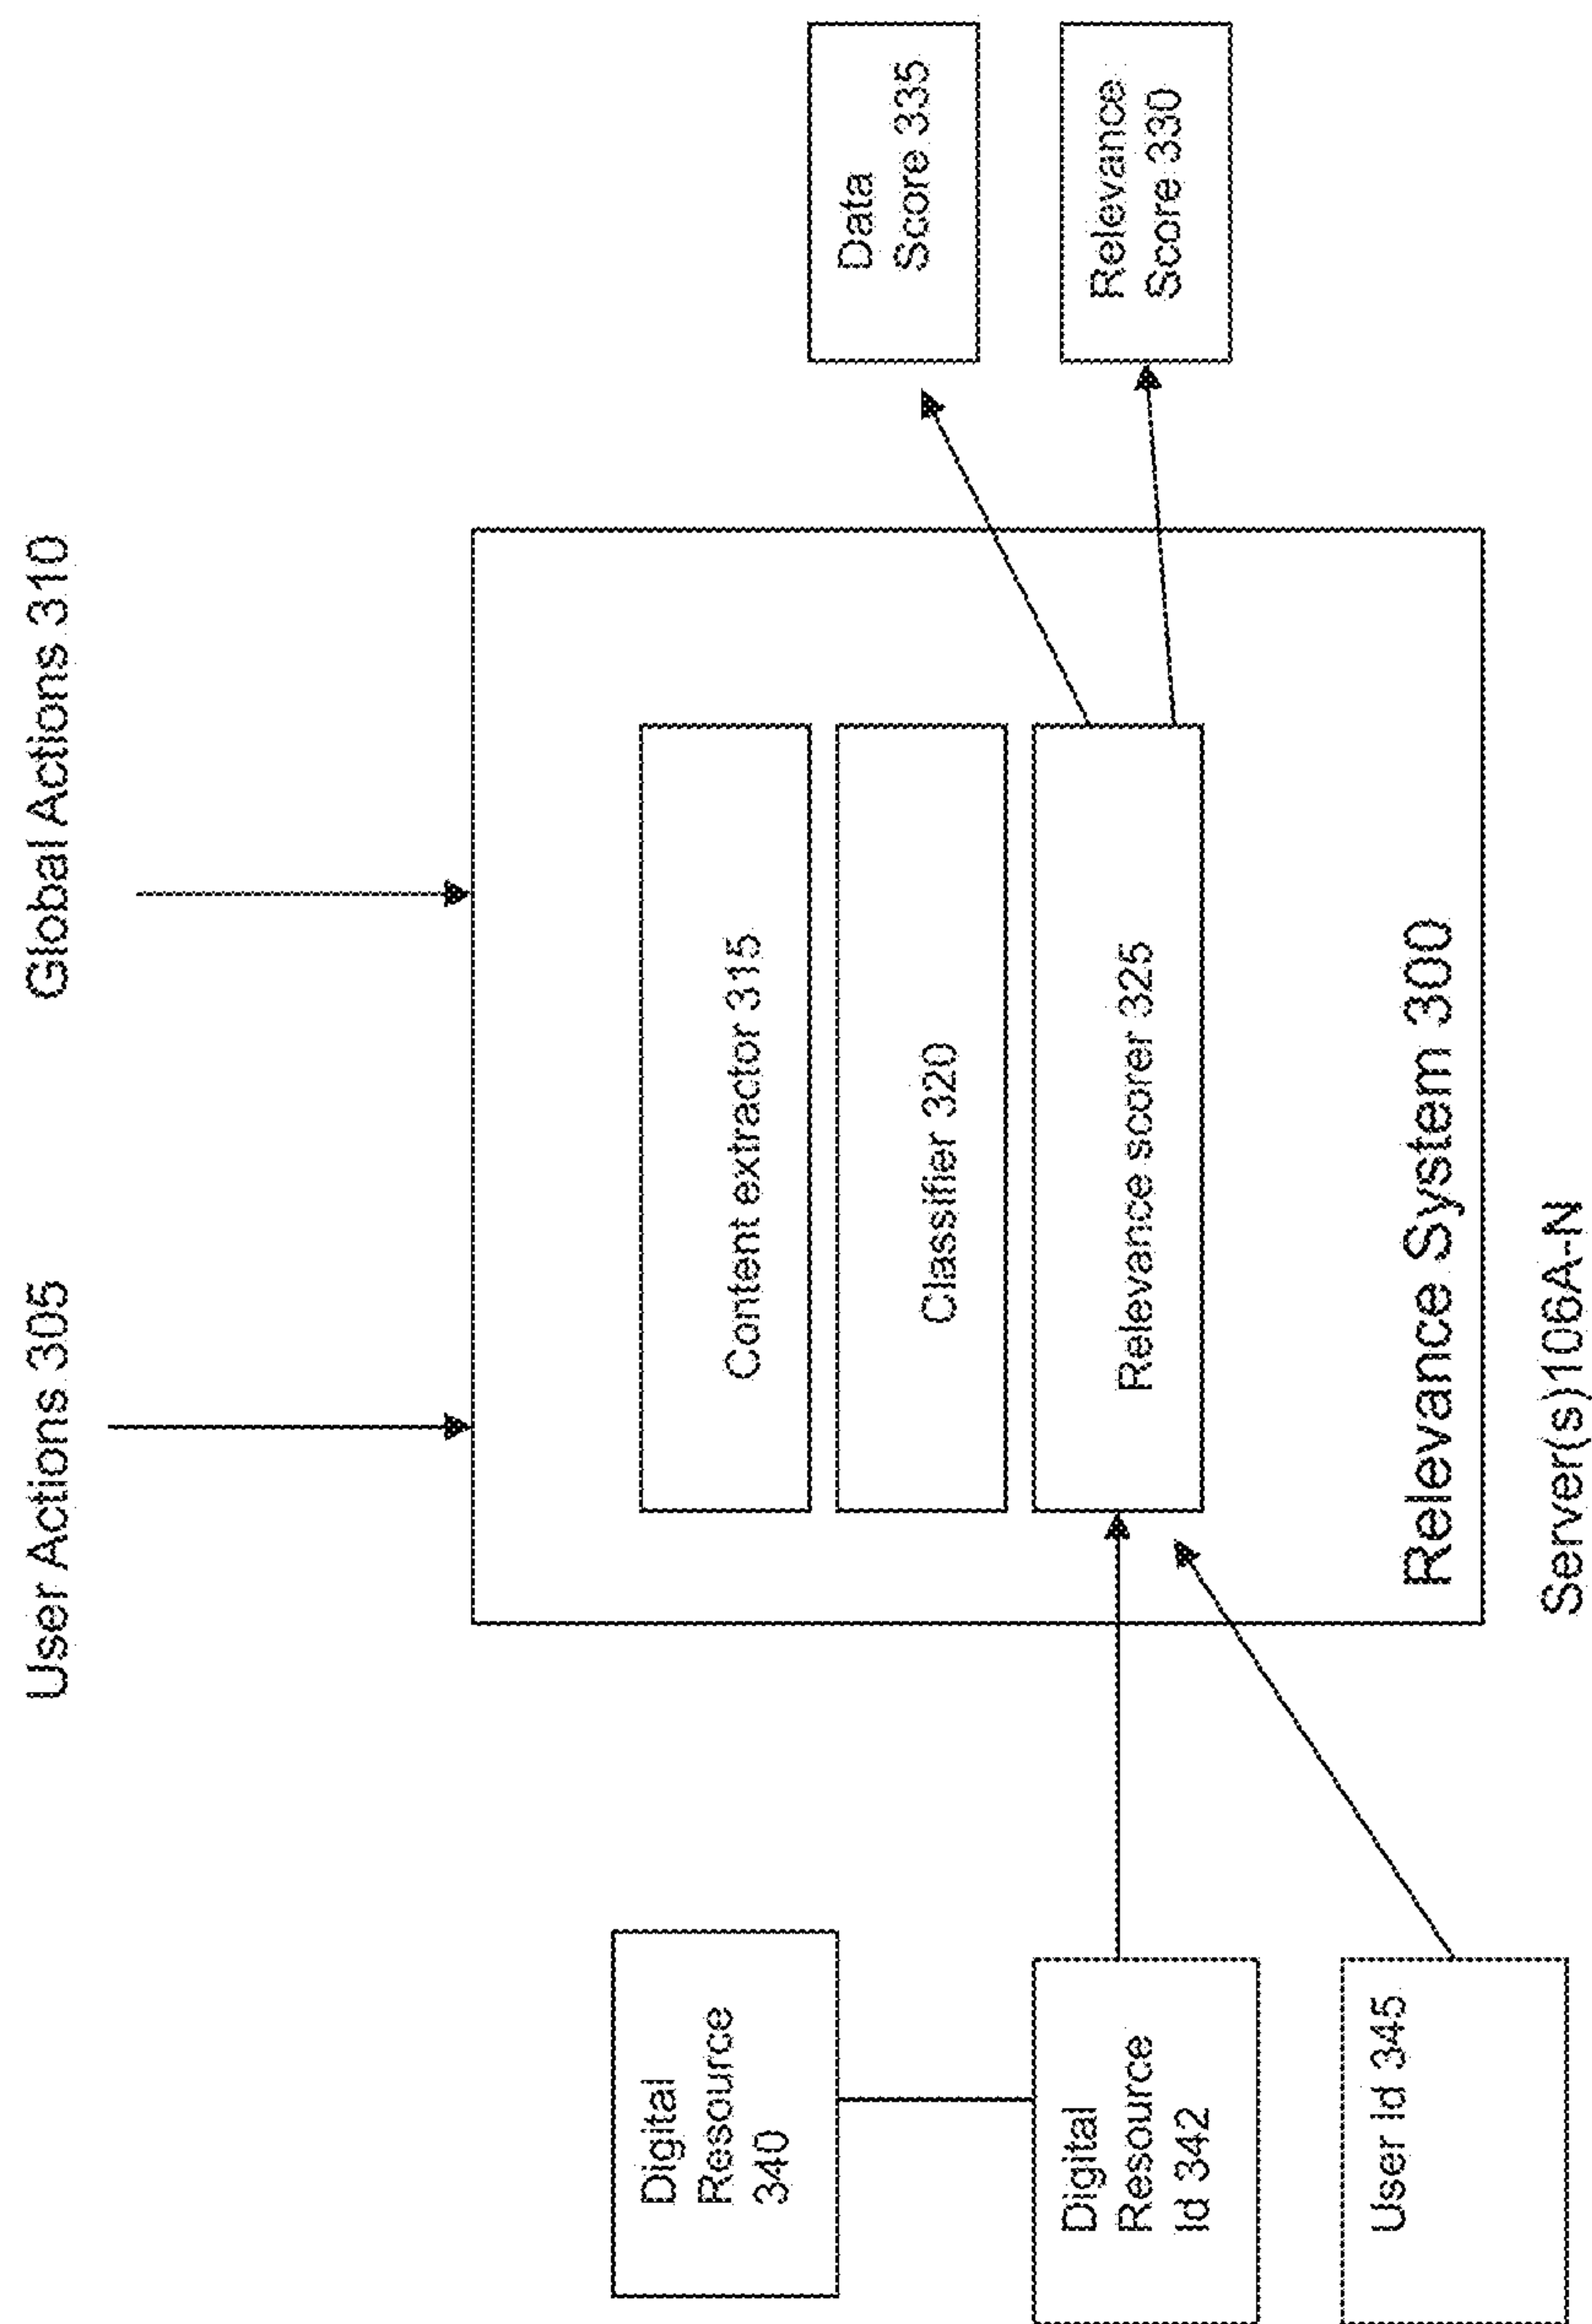 User Actions 305
Global Actions 310
Digital
Resource
340
Digital
Resource
Id 342
User Id 345
Content extractor 315
Classifier 320
Relevance scorer 325
Relevance System 300
Server(s)106A-N
Data
Score 335
Relevance
Score 330